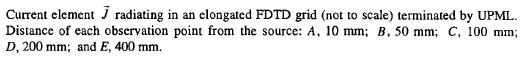 Current element J⃗ radiating in an elongated FDTD grid (not to scale) terminated by UPML.
Distance of each observation point from the source: A, 10 mm; B, 50 mm; C, 100 mm;
D, 200 mm; and E, 400 mm.